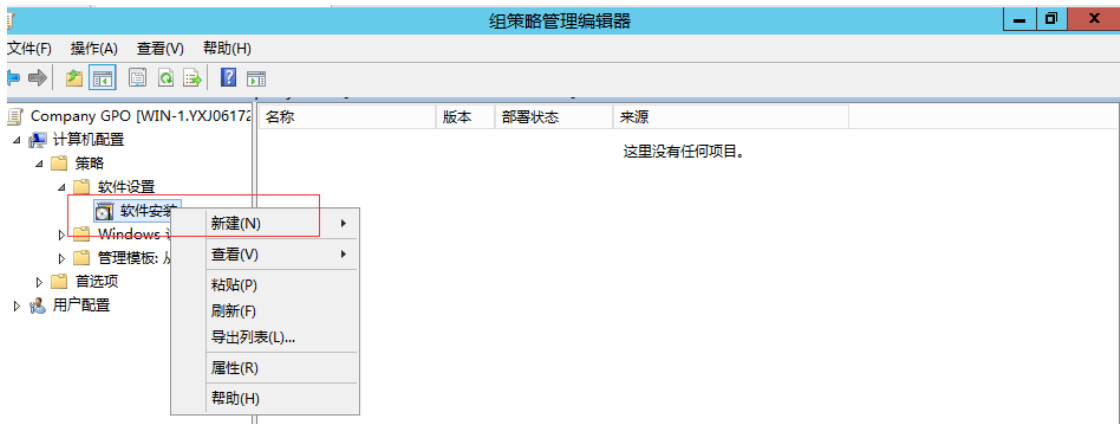 组策略管理编辑器
文件(F) 操作(A) 查看(V) 帮助(H)
Company GPO [WIN-1.YXJ0617
名称 版本 部署状态 来源
计算机配置
这里没有任何项目。
策略
软件设置
软件安装
新建(N)
Windows
查看(V)
管理模板: 从
粘贴(P)
首选项
刷新(F)
用户配置
导出列表(L)...
属性(R)
帮助(H)